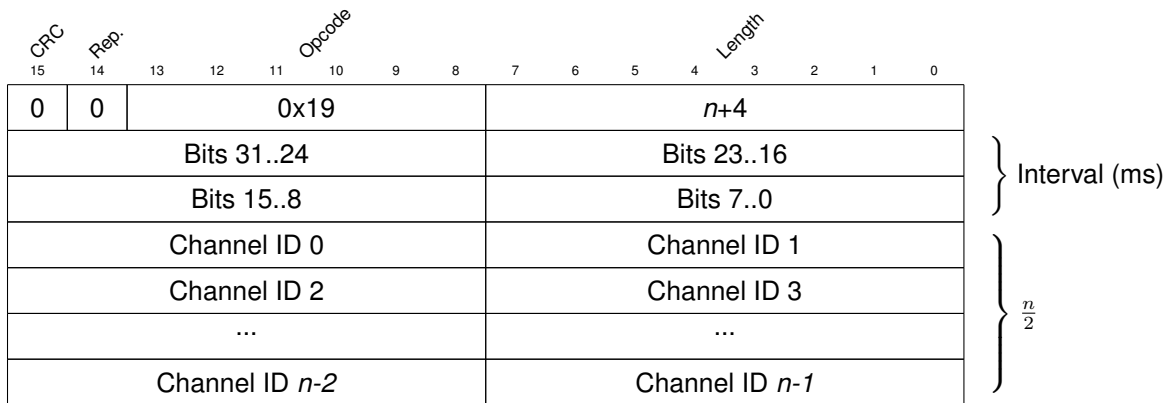 CRC Rep. Opcode Length
15 14 13 12 11 10 9 8 7 6 5 4 3 2 1 0
0 0 0x19 n+4
Bits 31..24 Bits 23..16
Interval (ms)
Bits 15..8 Bits 7..0
Channel ID 0 Channel ID 1
Channel ID 2 Channel ID 3
n/2
... ...
Channel ID n-2 Channel ID n-1